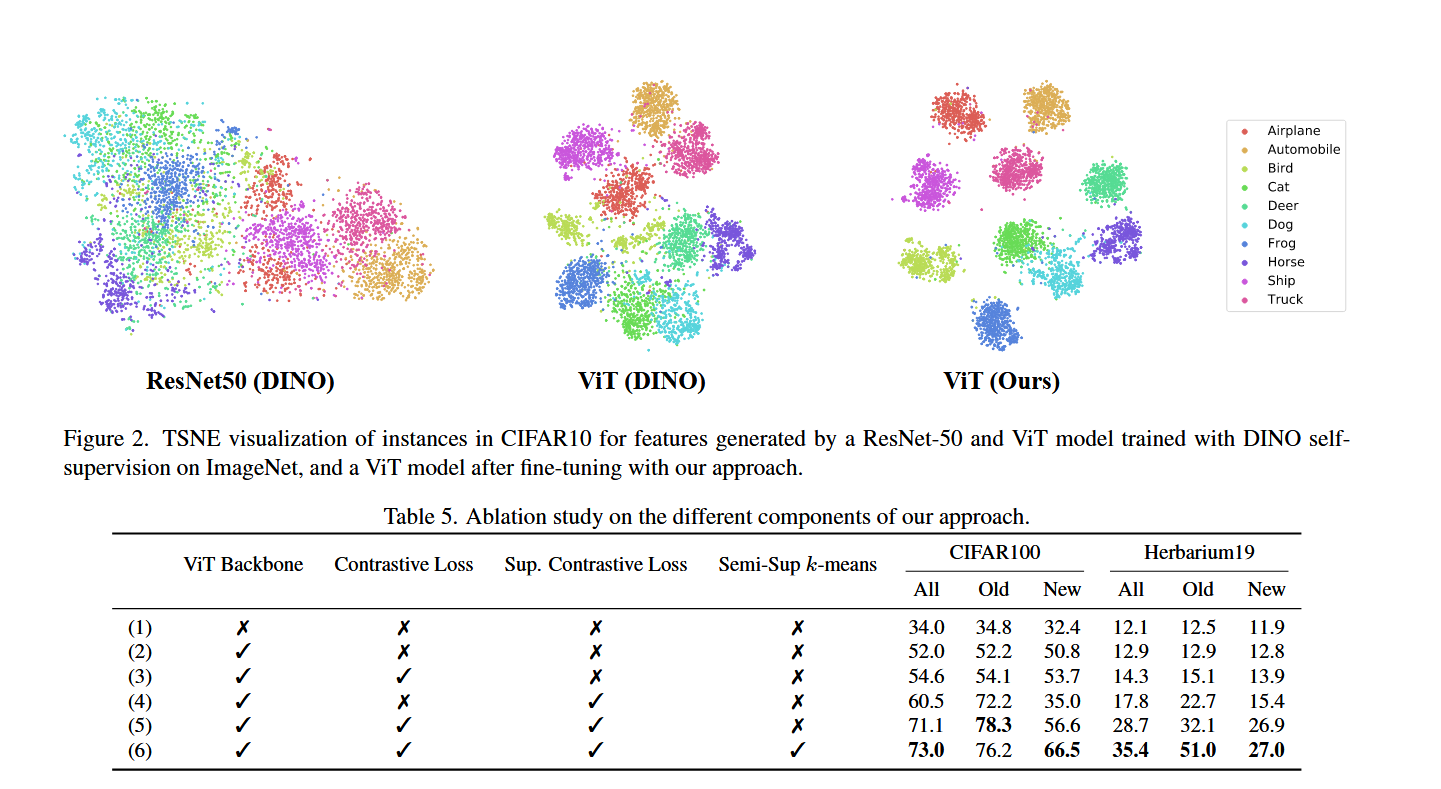 Airplane
Automobile
Bird
Cat
Deer
Dog
Frog
Horse
Ship
Truck
ResNet50 (DINO) ViT (DINO) ViT (Ours)
Figure 2. TSNE visualization of instances in CIFAR10 for features generated by a ResNet-50 and ViT model trained with DINO self-
supervision on ImageNet, and a ViT model after fine-tuning with our approach.
Table 5. Ablation study on the different components of our approach.
ViT Backbone Contrastive Loss Sup. Contrastive Loss Semi-Sup k-means CIFAR100 Herbarium19
All Old New All Old New
(1) ✗ ✗ ✗ ✗ 34.0 34.8 32.4 12.1 12.5 11.9
(2) ✓ ✗ ✗ ✗ 52.0 52.2 50.8 12.9 12.9 12.8
(3) ✓ ✓ ✗ ✗ 54.6 54.1 53.7 14.3 15.1 13.9
(4) ✓ ✗ ✓ ✗ 60.5 72.2 35.0 17.8 22.7 15.4
(5) ✓ ✓ ✓ ✗ 71.1 78.3 56.6 28.7 32.1 26.9
(6) ✓ ✓ ✓ ✓ 73.0 76.2 66.5 35.4 51.0 27.0